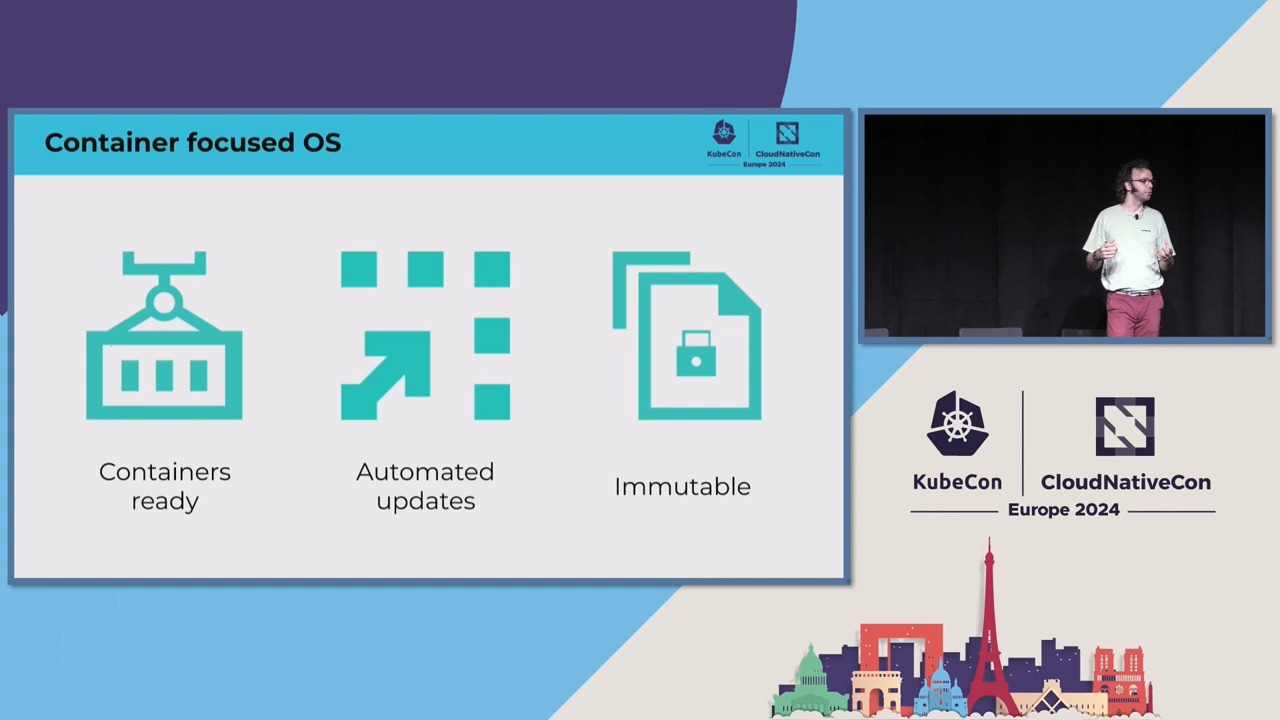 Container focused OS
KubeCon
CloudNativeCon
Europe 2024
Containers
ready
Automated
updates
Immutable
KubeCon
CloudNativeCon
Europe 2024